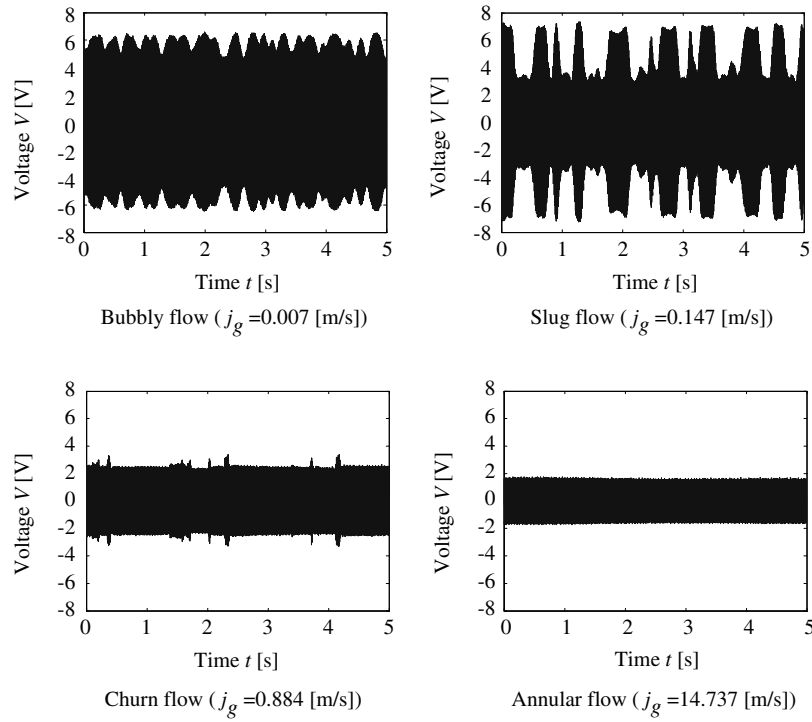 8
6
4
2
0
-2
-4
-6
-8
Voltage V [V]
0 1 2 3 4 5
Time t [s]
Bubbly flow ( j_g =0.007 [m/s])
8
6
4
2
0
-2
-4
-6
-8
Voltage V [V]
0 1 2 3 4 5
Time t [s]
Slug flow ( j_g =0.147 [m/s])
8
6
4
2
0
-2
-4
-6
-8
Voltage V [V]
0 1 2 3 4 5
Time t [s]
Churn flow ( j_g =0.884 [m/s])
8
6
4
2
0
-2
-4
-6
-8
Voltage V [V]
0 1 2 3 4 5
Time t [s]
Annular flow ( j_g =14.737 [m/s])